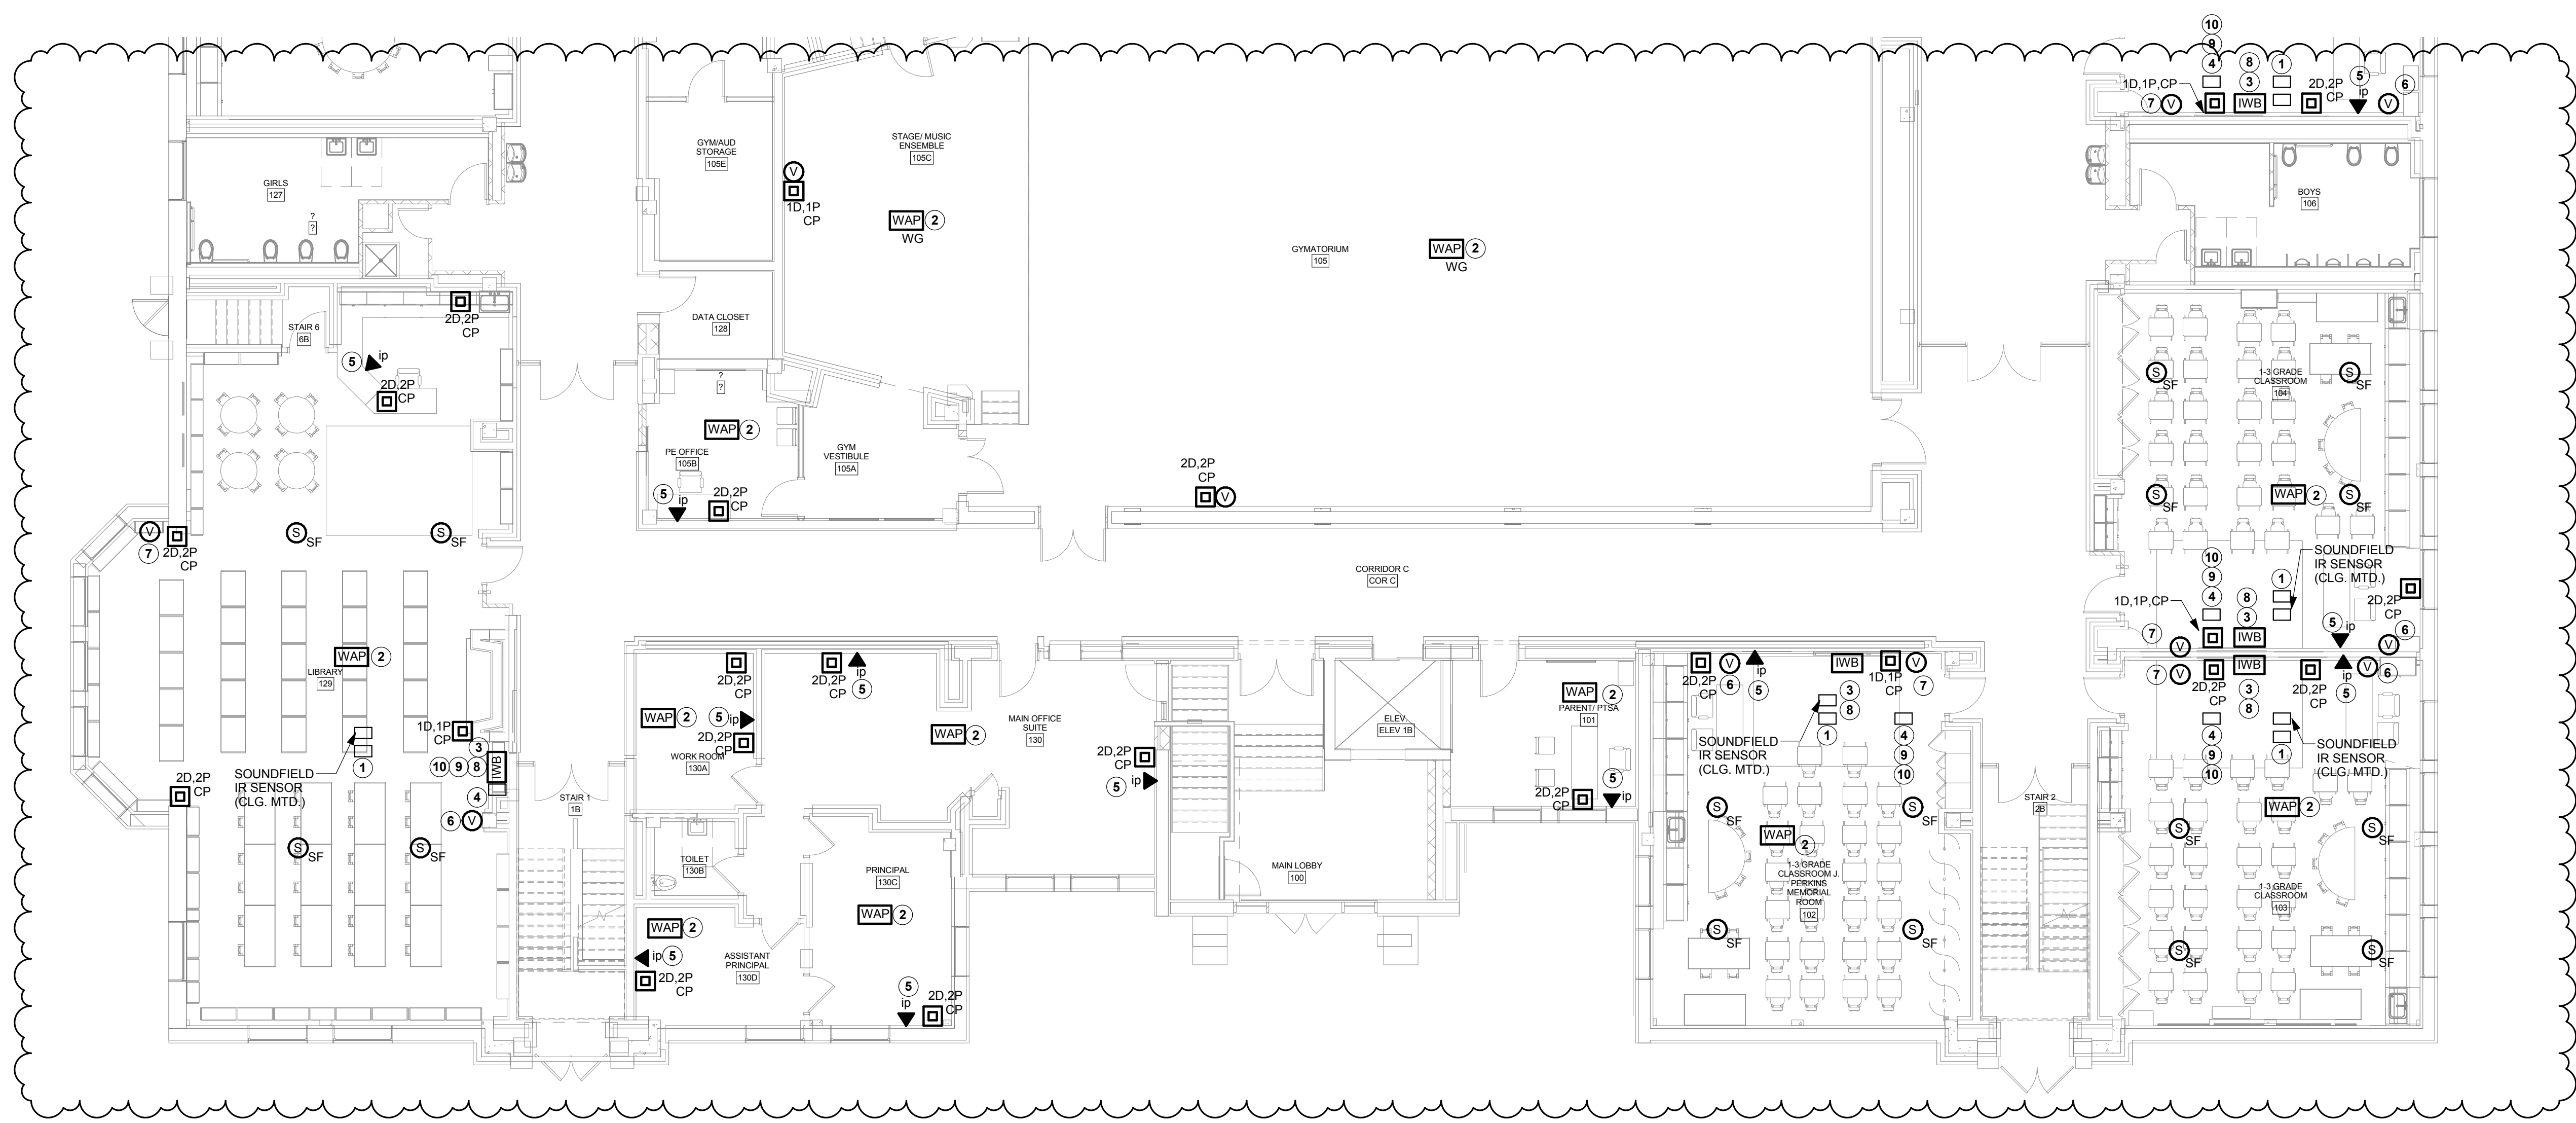 10
9
4
8
3
1
5
ip
6
1D,1P,CP
7
V
IWB
2D,2P
CP
V
GIRLS
127
?
?
GYM/AUD
STORAGE
105E
V
1D,1P
CP
STAGE/ MUSIC
ENSEMBLE
105C
WAP
2
WG
GYMATORIUM
105
WAP
2
WG
BOYS
106
STAIR 6
6B
2D,2P
CP
5
ip
2D,2P
CP
DATA CLOSET
128
?
?
WAP
2
PE OFFICE
105B
GYM
VESTIBULE
105A
5
ip
2D,2P
CP
2D,2P
CP
V
S
SF
1-3 GRADE
CLASSROOM
104
S
SF
S
SF
WAP
2
S
SF
V
7
2D,2P
CP
S
SF
S
SF
CORRIDOR C
COR C
10
9
4
8
3
1
SOUNDFIELD
IR SENSOR
(CLG. MTD.)
2D,2P
CP
1D,1P,CP
7
V
IWB
5
ip
6
V
WAP
2
LIBRARY
129
1D,1P
CP
3
10
9
8
IWB
4
6
V
SOUNDFIELD
IR SENSOR
(CLG. MTD.)
1
2D,2P
CP
S
SF
S
SF
STAIR 1
1B
2D,2P
CP
2D,2P
CP
ip
5
WAP
2
5
ip
2D,2P
CP
WORK ROOM
130A
WAP
2
MAIN OFFICE
SUITE
130
2D,2P
CP
5
ip
TOILET
130B
PRINCIPAL
130C
WAP
2
WAP
2
ip
5
2D,2P
CP
ASSISTANT
PRINCIPAL
130D
5
ip
2D,2P
CP
ELEV.
ELEV 1B
MAIN LOBBY
100
WAP
2
PARENT/ PTSA
101
5
2D,2P
CP
ip
2D,2P
CP
V
6
ip
5
IWB
3
8
1D,1P
CP
V
7
SOUNDFIELD
IR SENSOR
(CLG. MTD.)
1
4
9
10
S
SF
S
SF
WAP
2
1-3 GRADE
CLASSROOM J.
PERKINS
MEMORIAL
ROOM
102
S
SF
S
SF
STAIR 2
2B
7
V
2D,2P
CP
IWB
3
8
2D,2P
CP
ip
5
V
6
4
9
10
1
SOUNDFIELD
IR SENSOR
(CLG. MTD.)
WAP
2
S
SF
S
SF
1-3 GRADE
CLASSROOM
103
S
SF
S
SF